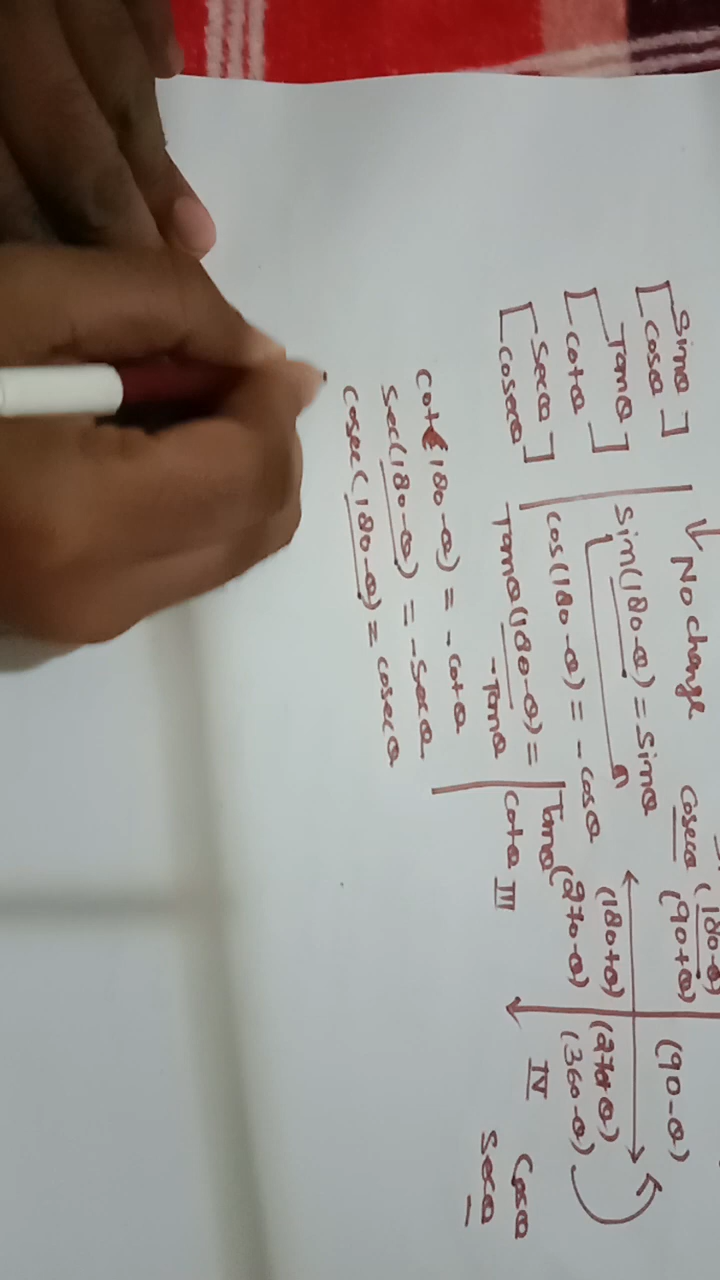 [Sinθ
Cosθ]
[Tanθ
Cotθ]
[Secθ
Cosecθ]
↓ No change
Sin(180-θ) = Sinθ
Cos(180-θ) = - Cosθ
Tanθ(180-θ) =
-Tanθ
Cot(180-θ) = - Cotθ
Sec(180-θ) = - Secθ
Cosec(180-θ) = Cosecθ
Cosecθ
(180-θ)
(90+θ)
(90-θ)
(180+θ)
(270-θ)
Tanθ
Cotθ III
(270+θ)
(360-θ)
IV
Cosθ
Secθ